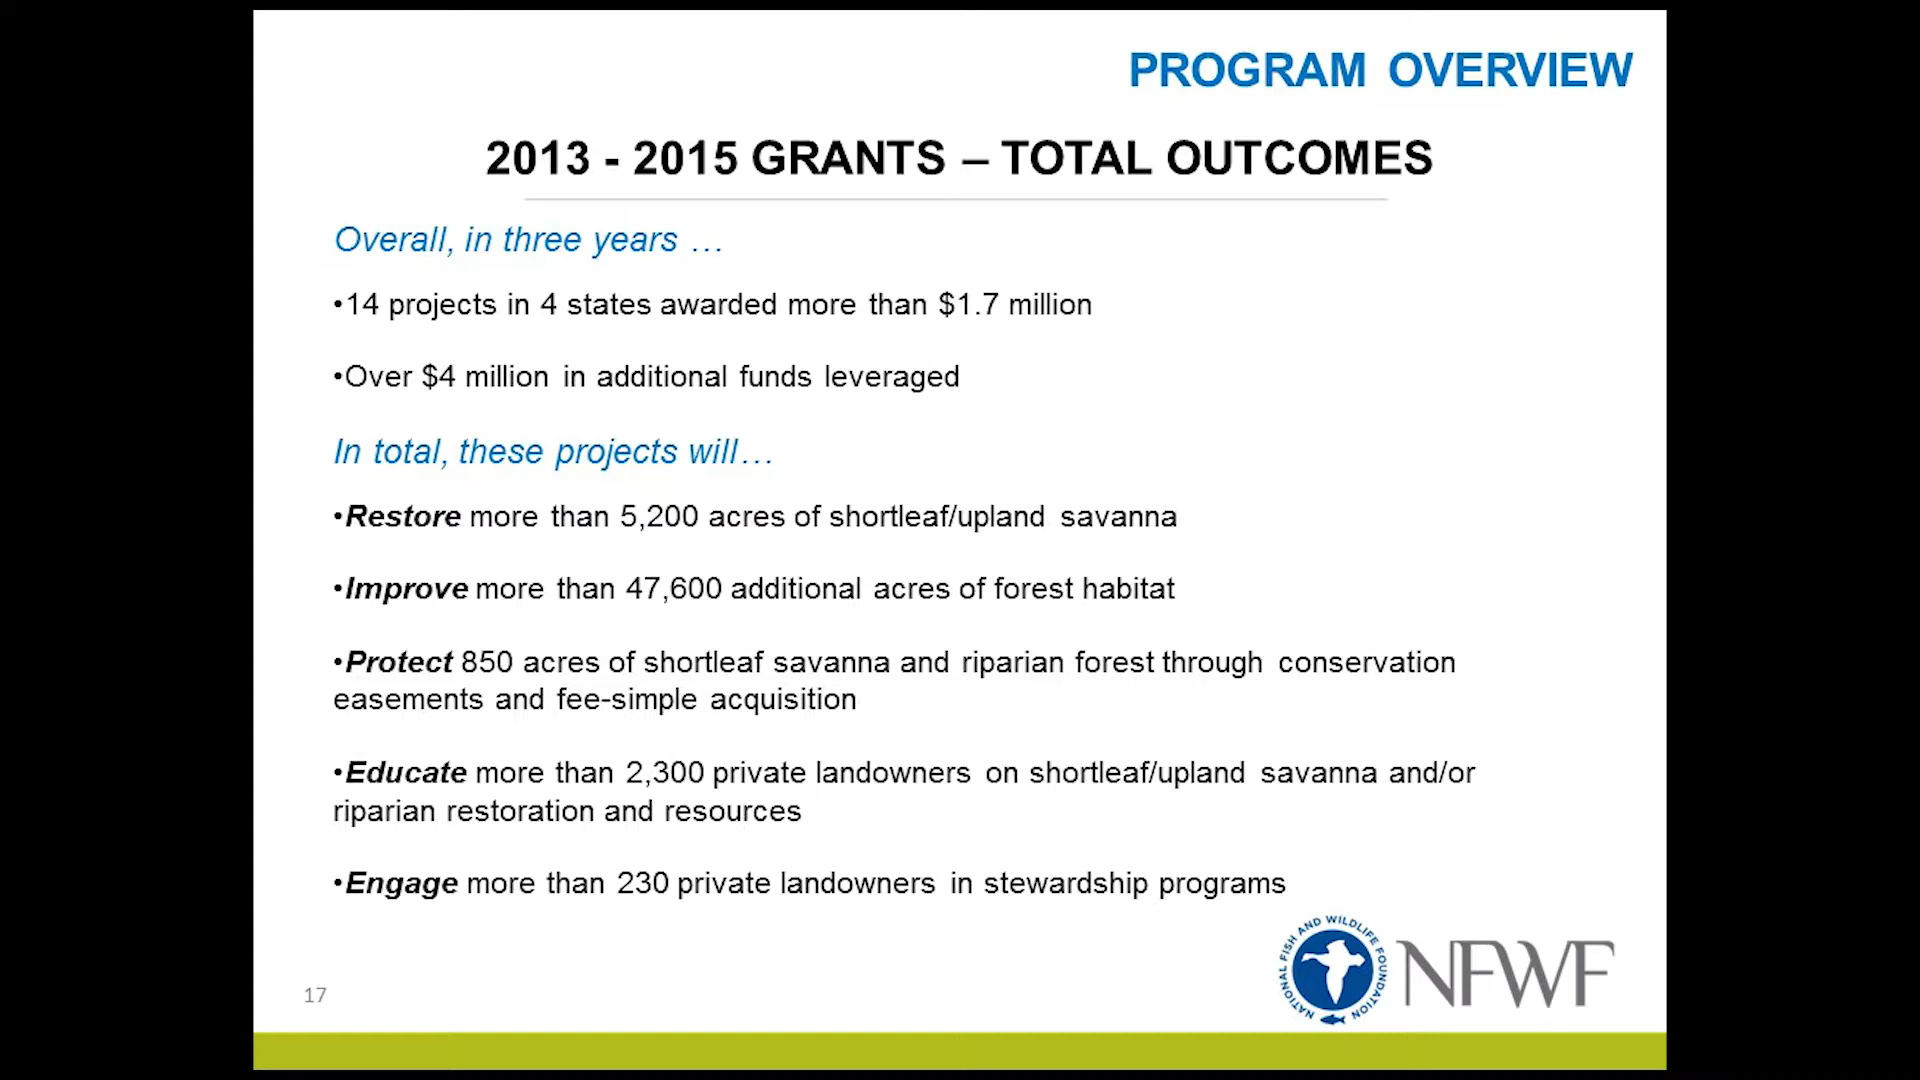 PROGRAM OVERVIEW
2013 - 2015 GRANTS – TOTAL OUTCOMES
Overall, in three years …
•14 projects in 4 states awarded more than $1.7 million
•Over $4 million in additional funds leveraged
In total, these projects will…
•Restore more than 5,200 acres of shortleaf/upland savanna
•Improve more than 47,600 additional acres of forest habitat
•Protect 850 acres of shortleaf savanna and riparian forest through conservation
easements and fee-simple acquisition
•Educate more than 2,300 private landowners on shortleaf/upland savanna and/or
riparian restoration and resources
•Engage more than 230 private landowners in stewardship programs
NATIONAL FISH AND WILDLIFE FOUNDATION
NFWF
17